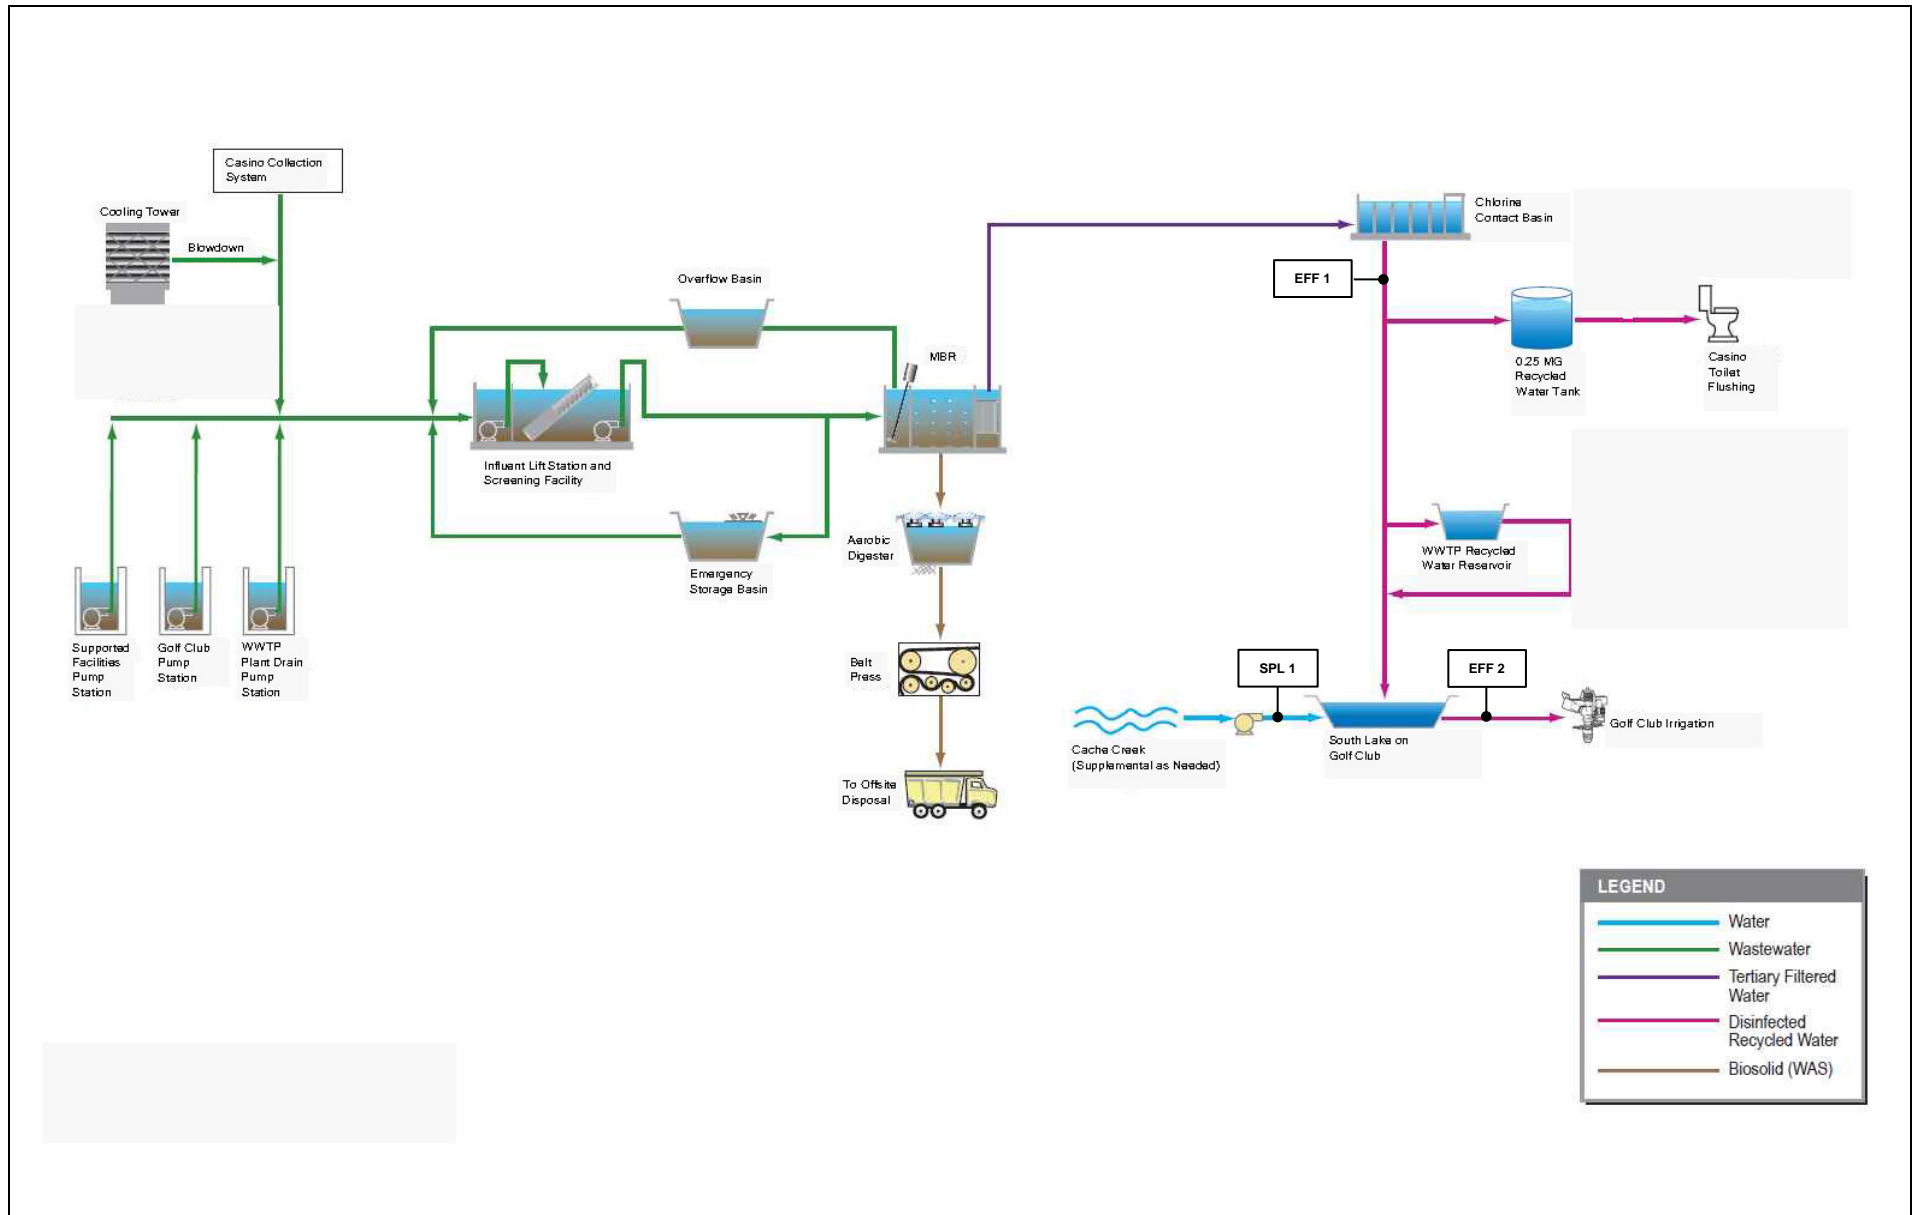 Casino Collection
System
Cooling Tower
Blowdown
Overflow Basin
MBR
Chlorine
Contact Basin
EFF 1
0.25 MG
Recycled
Water Tank
Casino
Toilet
Flushing
Influent Lift Station and
Screening Facility
Emergency
Storage Basin
Aerobic
Digester
WWTP Recycled
Water Reservoir
Supported
Facilities
Pump
Station
Golf Club
Pump
Station
WWTP
Plant Drain
Pump
Station
Belt
Press
SPL 1
EFF 2
Cache Creek
(Supplemental as Needed)
South Lake on
Golf Club
Golf Club Irrigation
To Offsite
Disposal
LEGEND
Water
Wastewater
Tertiary Filtered
Water
Disinfected
Recycled Water
Biosolid (WAS)